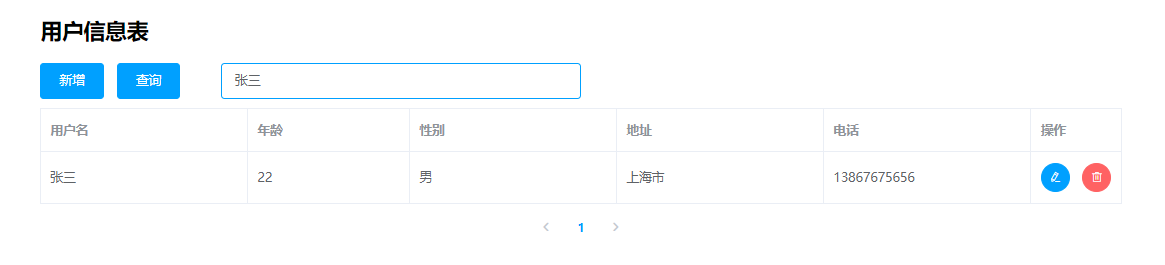 用户信息表
新增 查询 张三
用户名 年龄 性别 地址 电话 操作
张三 22 男 上海市 13867675656
1